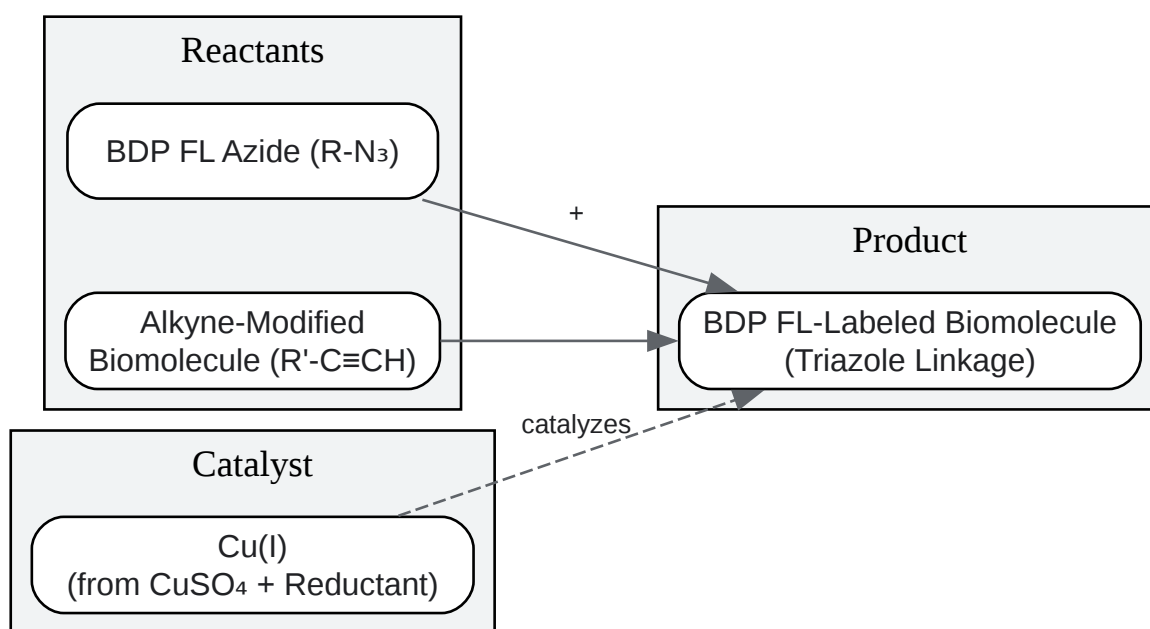 Reactants
BDP FL Azide (R-N₃)
+
Alkyne-Modified
Biomolecule (R'-C≡CH)
Product
BDP FL-Labeled Biomolecule
(Triazole Linkage)
catalyzes
Catalyst
Cu(I)
(from CuSO₄ + Reductant)